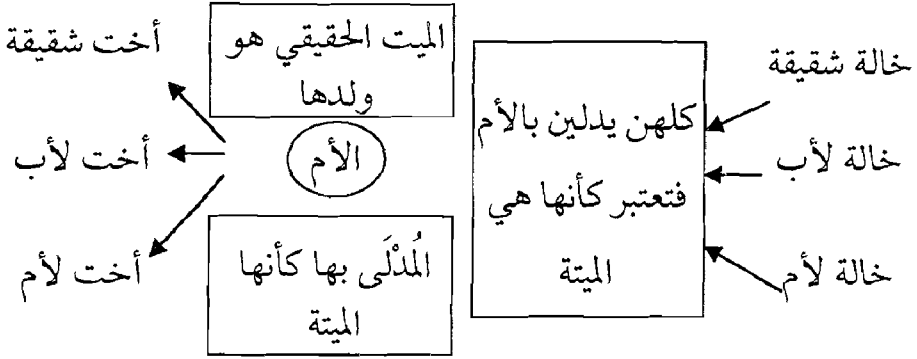 خالة شقيقة
خالة لأب
خالة لأم
كلهن يدلين بالأم
فتعتبر كأنها هي
الميتة
الميت الحقيقي هو
ولدها
الأم
المُدْلَى بها كأنها
الميتة
أخت شقيقة
أخت لأب
أخت لأم